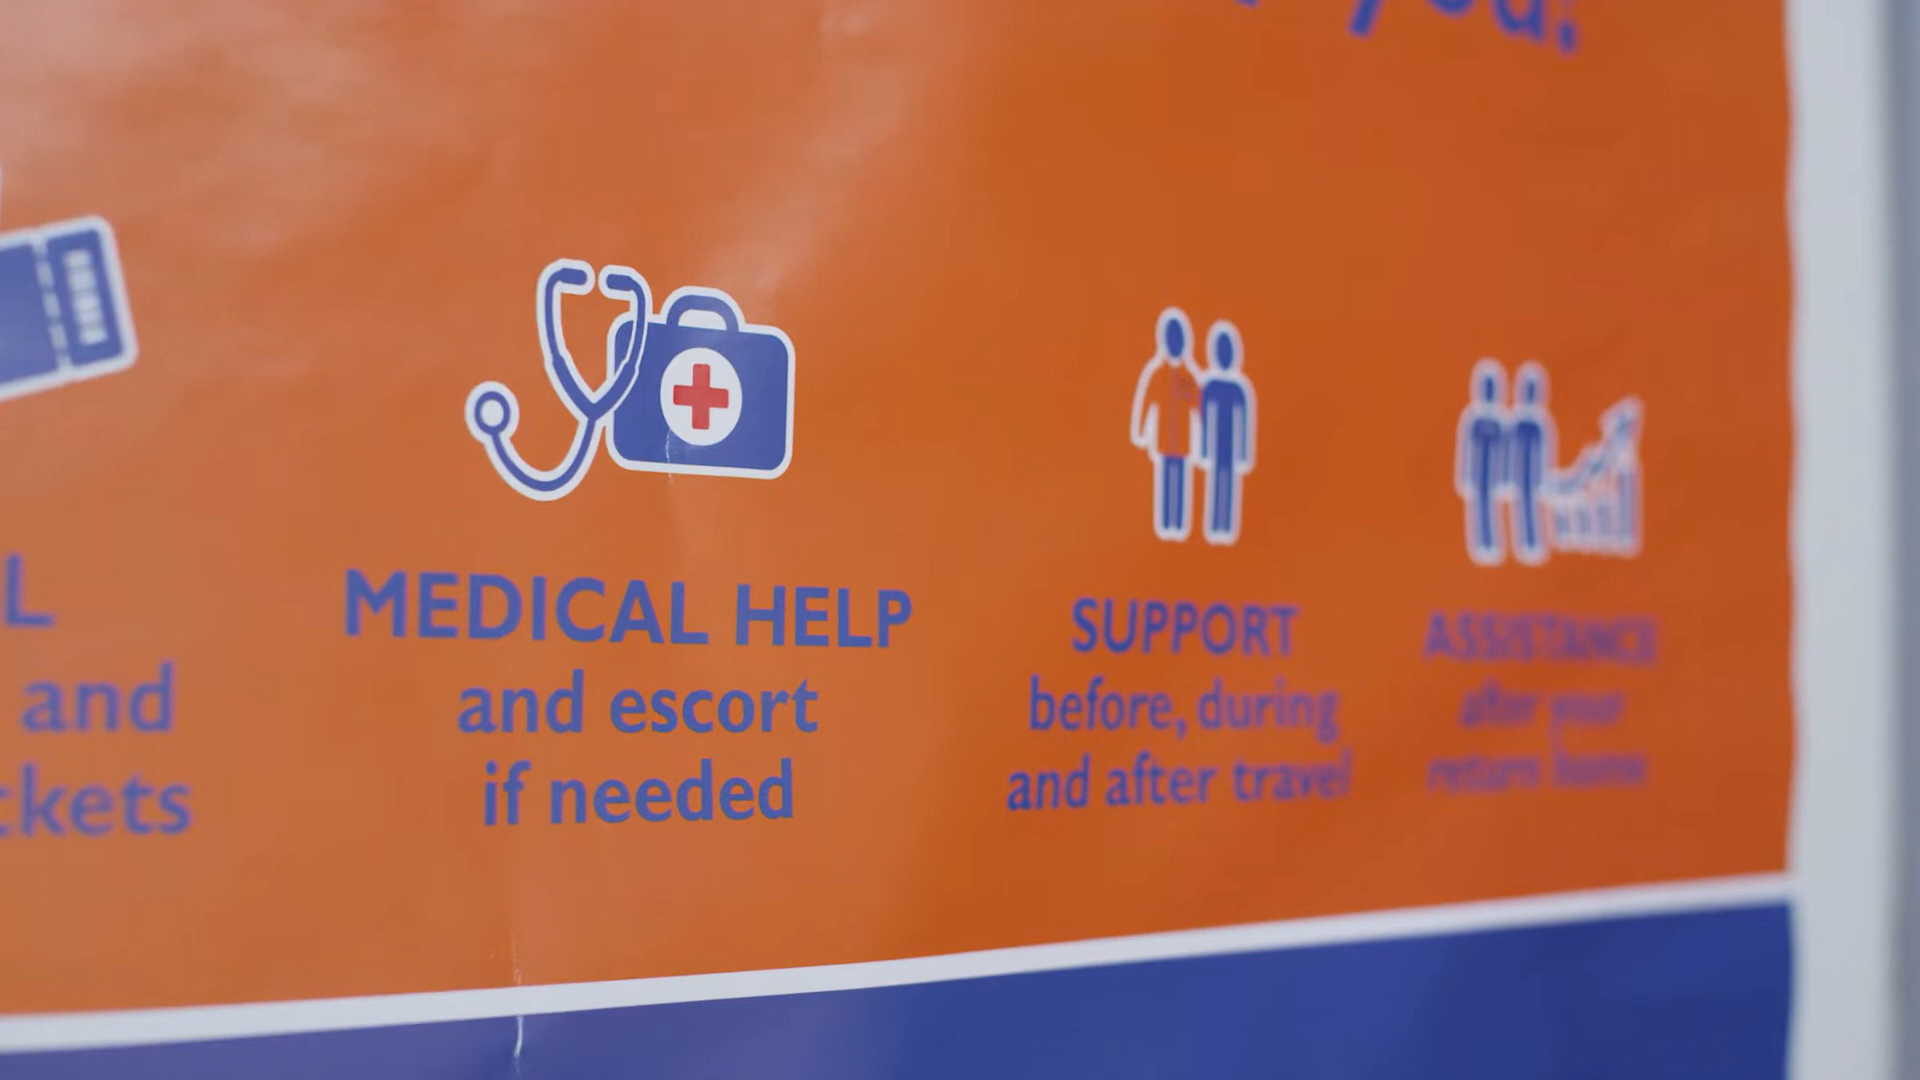 you!
L
and
ckets
MEDICAL HELP
and escort
if needed
SUPPORT
before, during
and after travel
ASSISTANCE
after your
return home